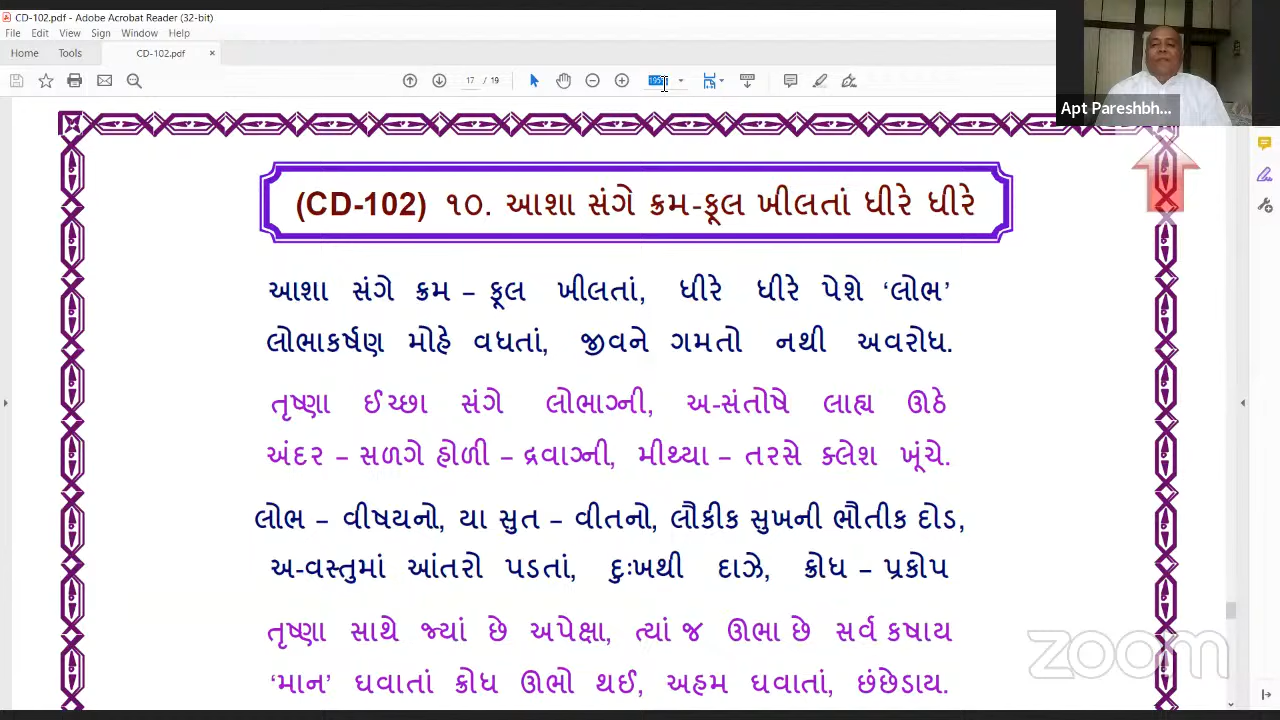 CD-102.pdf - Adobe Acrobat Reader (32-bit)
File Edit View Sign Window Help
Home Tools CD-102.pdf ×
17 / 19 195%
Apt Pareshbh...
(CD-102) ૧૦. આશા સંગે ક્રમ-ફૂલ ખીલતાં ધીરે ધીરે
આશા સંગે ક્રમ – ફૂલ ખીલતાં, ધીરે ધીરે પેશે ‘લોભ’
લોભાકર્ષણ મોહે વધતાં, જીવને ગમતો નથી અવરોધ.
તૃષ્ણા ઈચ્છા સંગે લોભાગ્ની, અ-સંતોષે લાહ્ય ઊઠે
અંદર – સળગે હોળી – દ્રવાગ્ની, મીથ્યા – તરસે ક્લેશ ખૂંચે.
લોભ – વીષયનો, યા સુત – વીતનો, લૌકીક સુખની ભૌતીક દોડ,
અ-વસ્તુમાં આંતરો પડતાં, દુઃખથી દાઝે, ક્રોધ – પ્રકોપ
તૃષ્ણા સાથે જ્યાં છે અપેક્ષા, ત્યાં જ ઊભા છે સર્વ કષાય
‘માન’ ઘવાતાં ક્રોધ ઊભો થઈ, અહમ ઘવાતાં, છંછેડાય.
zoom